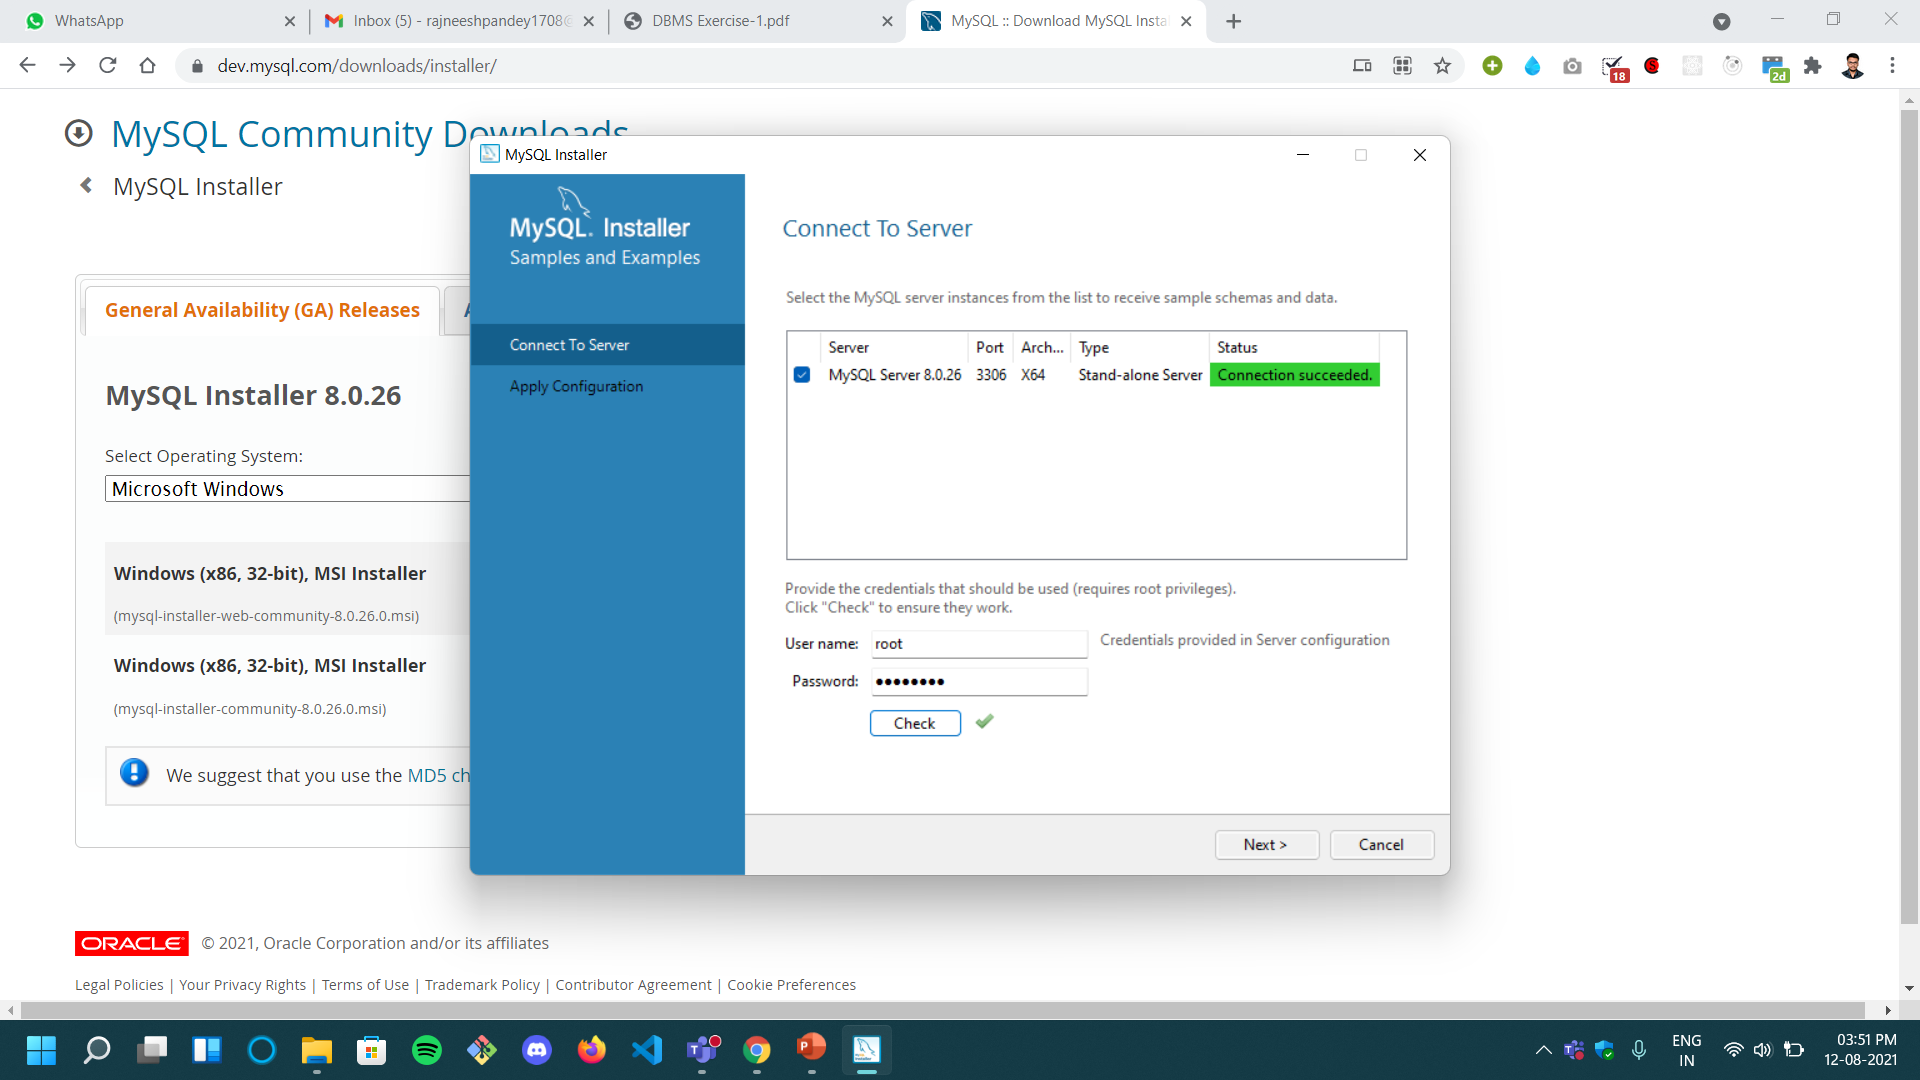 WhatsApp
Inbox (5) - rajneeshpandey1708@
DBMS Exercise-1.pdf
MySQL :: Download MySQL Insta
dev.mysql.com/downloads/installer/
18
S
2d
MySQL Community Downloads
MySQL Installer
General Availability (GA) Releases
MySQL Installer 8.0.26
Select Operating System:
Microsoft Windows
Windows (x86, 32-bit), MSI Installer
(mysql-installer-web-community-8.0.26.0.msi)
Windows (x86, 32-bit), MSI Installer
(mysql-installer-community-8.0.26.0.msi)
We suggest that you use the MD5 ch
MySQL Installer
MySQL. Installer
Samples and Examples
Connect To Server
Apply Configuration
Connect To Server
Select the MySQL server instances from the list to receive sample schemas and data.
Server Port Arch... Type Status
MySQL Server 8.0.26 3306 X64 Stand-alone Server Connection succeeded.
Provide the credentials that should be used (requires root privileges).
Click "Check" to ensure they work.
User name: root Credentials provided in Server configuration
Password: ●●●●●●●●
Check
Next > Cancel
ORACLE © 2021, Oracle Corporation and/or its affiliates
Legal Policies | Your Privacy Rights | Terms of Use | Trademark Policy | Contributor Agreement | Cookie Preferences
ENG
IN
03:51 PM
12-08-2021